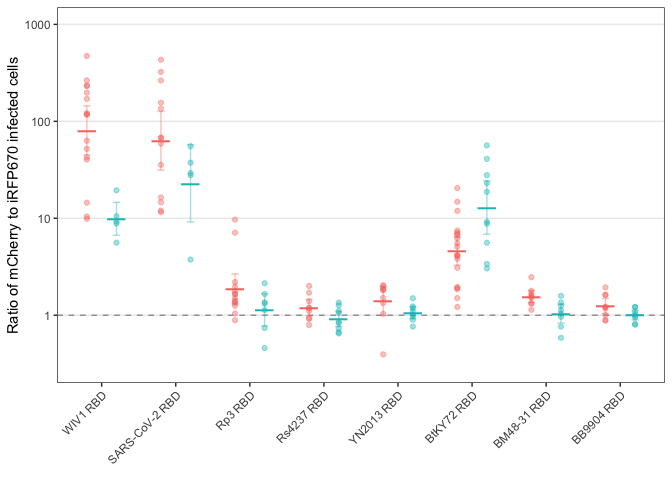 Ratio of mCherry to iRFP670 infected cells
1000
100
10
1
WIV1 RBD
SARS-CoV-2 RBD
Rp3 RBD
Rs4237 RBD
YN2013 RBD
BtKY72 RBD
BM48-31 RBD
BB9904 RBD